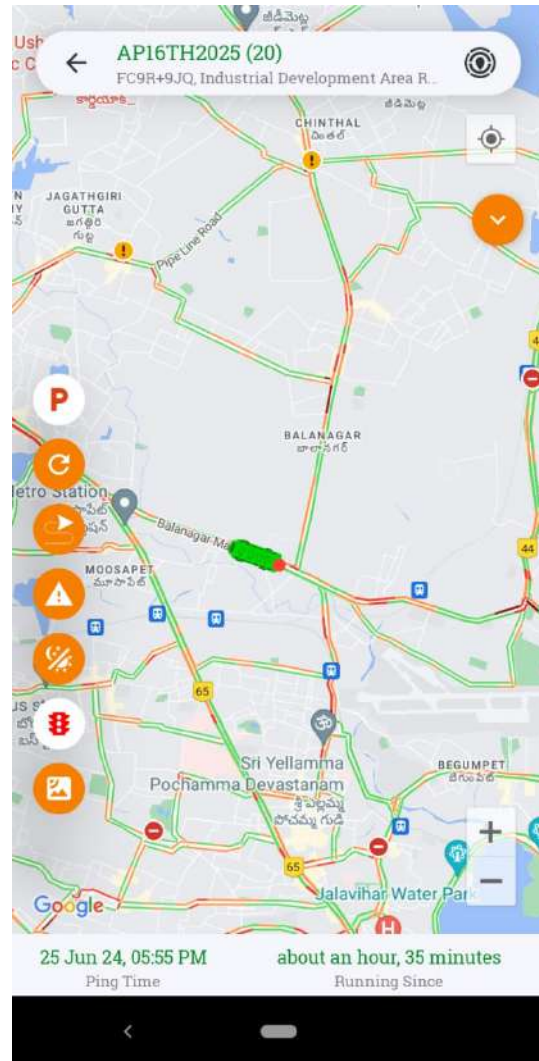 జీడిమెట్ల
Ush
c C
AP16TH2025 (20)
FC9R+9JQ, Industrial Development Area R...
జీడిమెట్ల
CHINTHAL
చింతల్
JAGATHGIRI
GUTTA
జగత్గిరి
గుట్ట
Pipe Line Road
P
BALANAGAR
బాలానగర్
Metro Station
Balanagar Ma
MOOSAPET
మూసాపేట్
44
65
Sri Yellamma
Pochamma Devastanam
శ్రీ ఎల్లమ్మ
పోచమ్మ గుడి
BEGUMPET
బేగంపేట్
+
65
Jalavihar Water Park
−
Google
H
25 Jun 24, 05:55 PM
about an hour, 35 minutes
Ping Time
Running Since